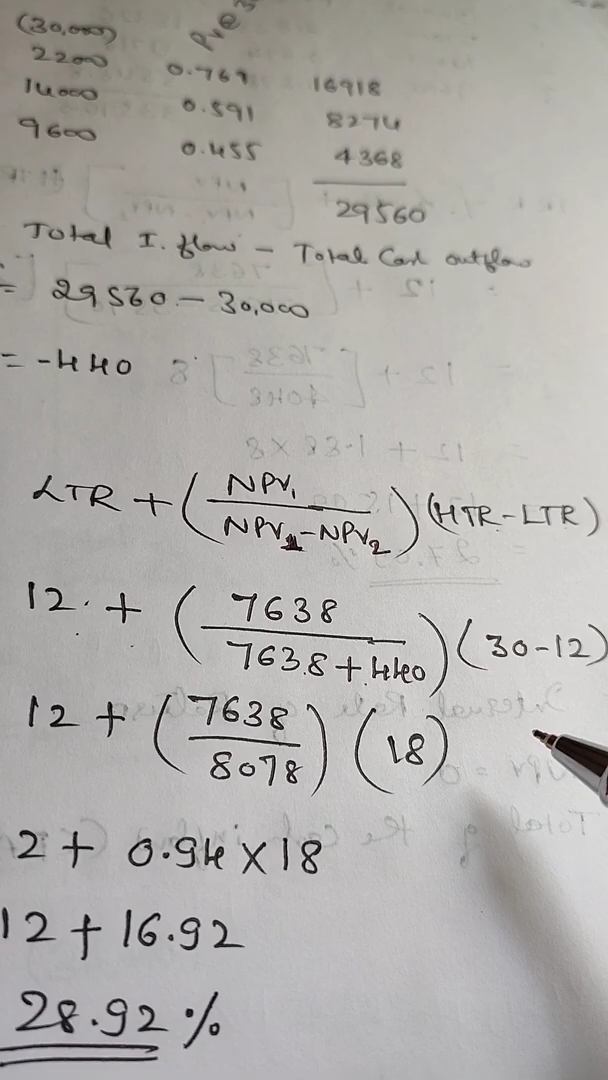 (30,000) PV@
2200 0.769 16918
14000 0.591 8274
9600 0.455 4368
29560
Total I. flow - Total Cash outflow
= 29560 - 30,000
= -440
LTR + (NPV1 / NPV1 - NPV2) (HTR - LTR)
12 + (7638 / 7638 + 440) (30-12)
12 + (7638 / 8078) (18)
2 + 0.94 X 18
12 + 16.92
28.92 %